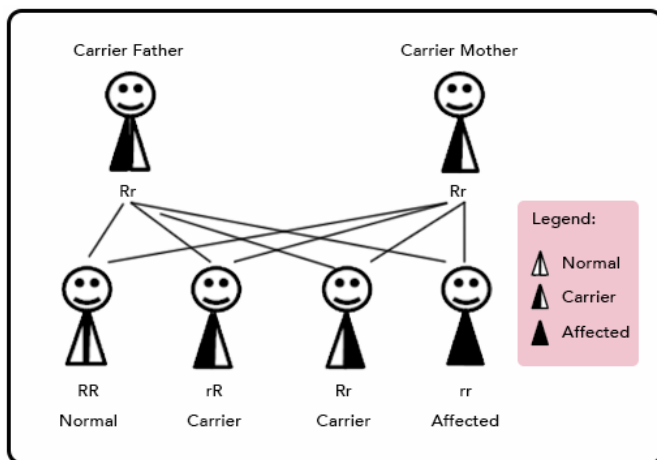 Carrier Father
Carrier Mother
Rr
Rr
Legend:
Normal
Carrier
Affected
RR
rR
Rr
rr
Normal
Carrier
Carrier
Affected